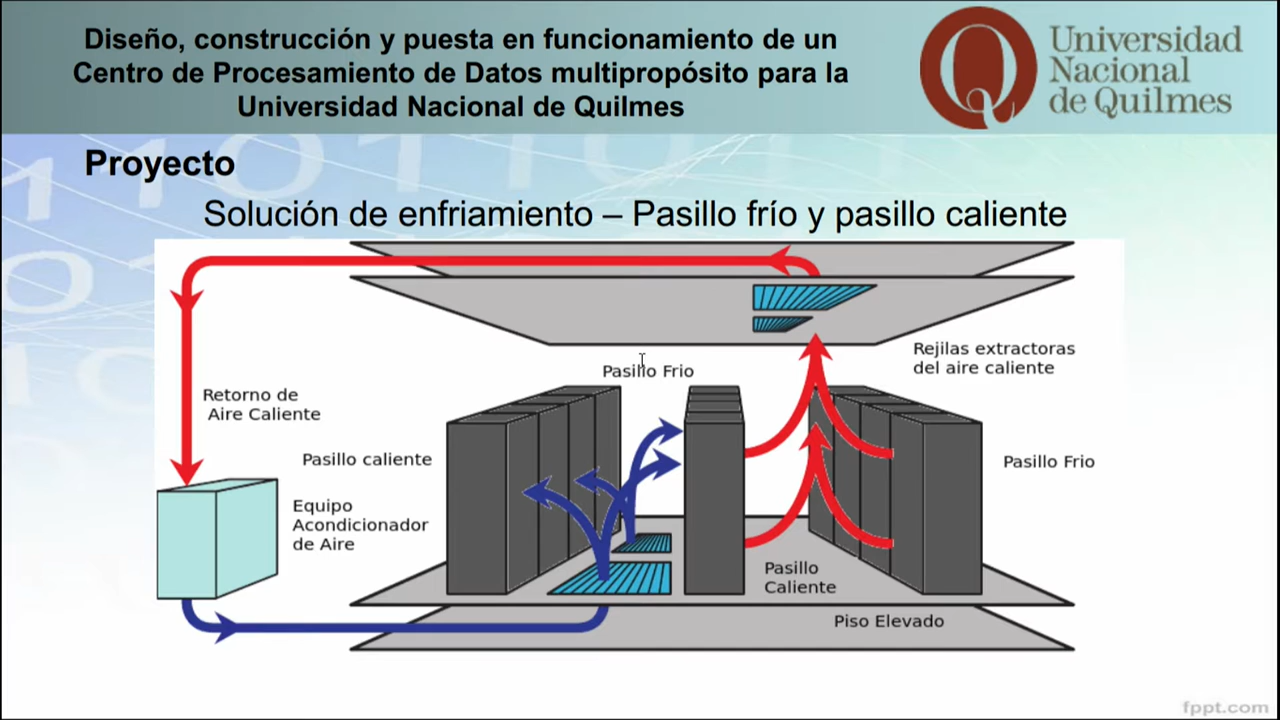 Diseño, construcción y puesta en funcionamiento de un
Centro de Procesamiento de Datos multipropósito para la
Universidad Nacional de Quilmes
Universidad
Nacional
de Quilmes
Proyecto
Solución de enfriamiento – Pasillo frío y pasillo caliente
Rejilas extractoras
del aire caliente
Pasillo Frio
Retorno de
Aire Caliente
Pasillo caliente
Pasillo Frio
Equipo
Acondicionador
de Aire
Pasillo
Caliente
Piso Elevado
fppt.com